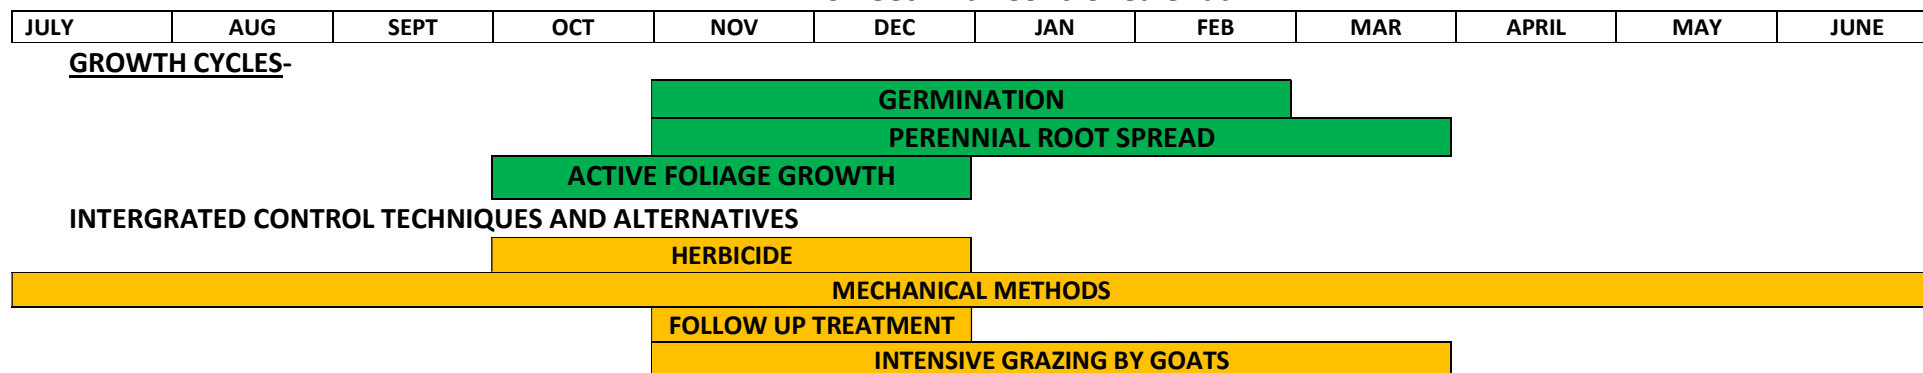 JULY AUG SEPT OCT NOV DEC JAN FEB MAR APRIL MAY JUNE
GROWTH CYCLES-
GERMINATION
PERENNIAL ROOT SPREAD
ACTIVE FOLIAGE GROWTH
INTERGRATED CONTROL TECHNIQUES AND ALTERNATIVES
HERBICIDE
MECHANICAL METHODS
FOLLOW UP TREATMENT
INTENSIVE GRAZING BY GOATS